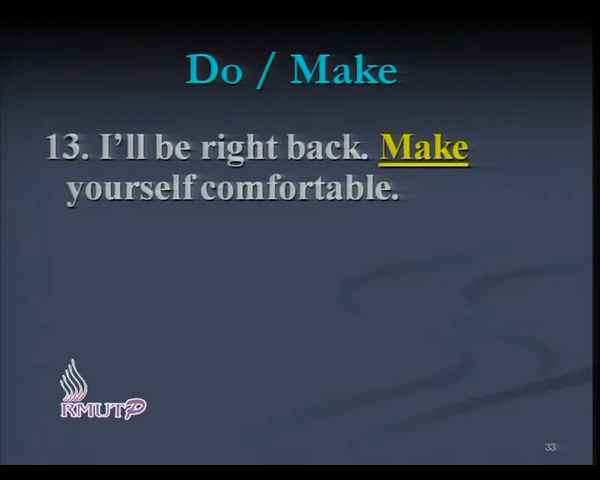 Do / Make
13. I'll be right back. Make
yourself comfortable.
RMUTP
33